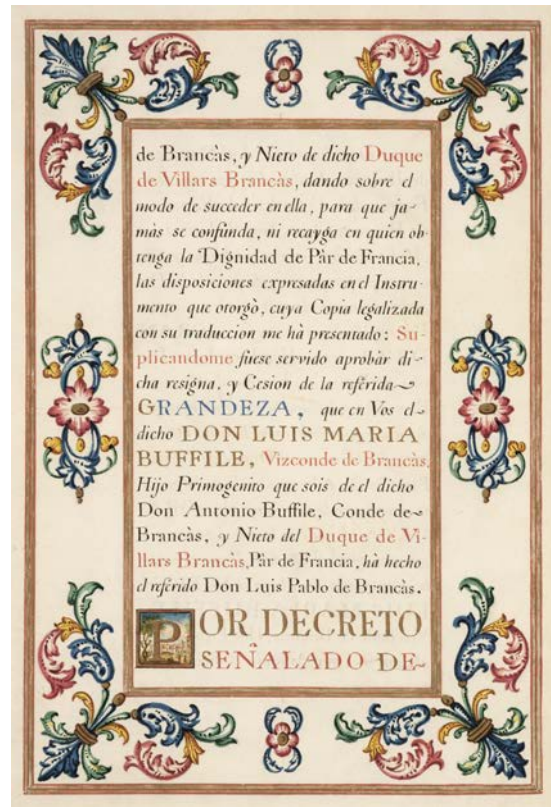 de Brancàs, y Nieto de dicho Duque
de Villars Brancàs, dando sobre el
modo de succeder en ella, para que ja-
màs se confunda, ni recayga en quien ob-
tenga la Dignidad de Pàr de Francia,
las disposiciones expresadas en el Instru-
mento que otorgò, cuya Copia legalizada
con su traduccion me hà presentado: Su-
plicandome fuese servido aprobàr di-
cha resigna, y Cesion de la reférida~
GRANDEZA, que en Vos el~
dicho DON LUIS MARIA
BUFFILE, Vizconde de Brancàs,
Hijo Primogenito que sois de el dicho
Don Antonio Buffile, Conde de~
Brancàs, y Nieto del Duque de Vi-
llars Brancàs, Pàr de Francia, hà hecho
el reférido Don Luis Pablo de Brancàs.
POR DECRETO
SEÑALADO DE~